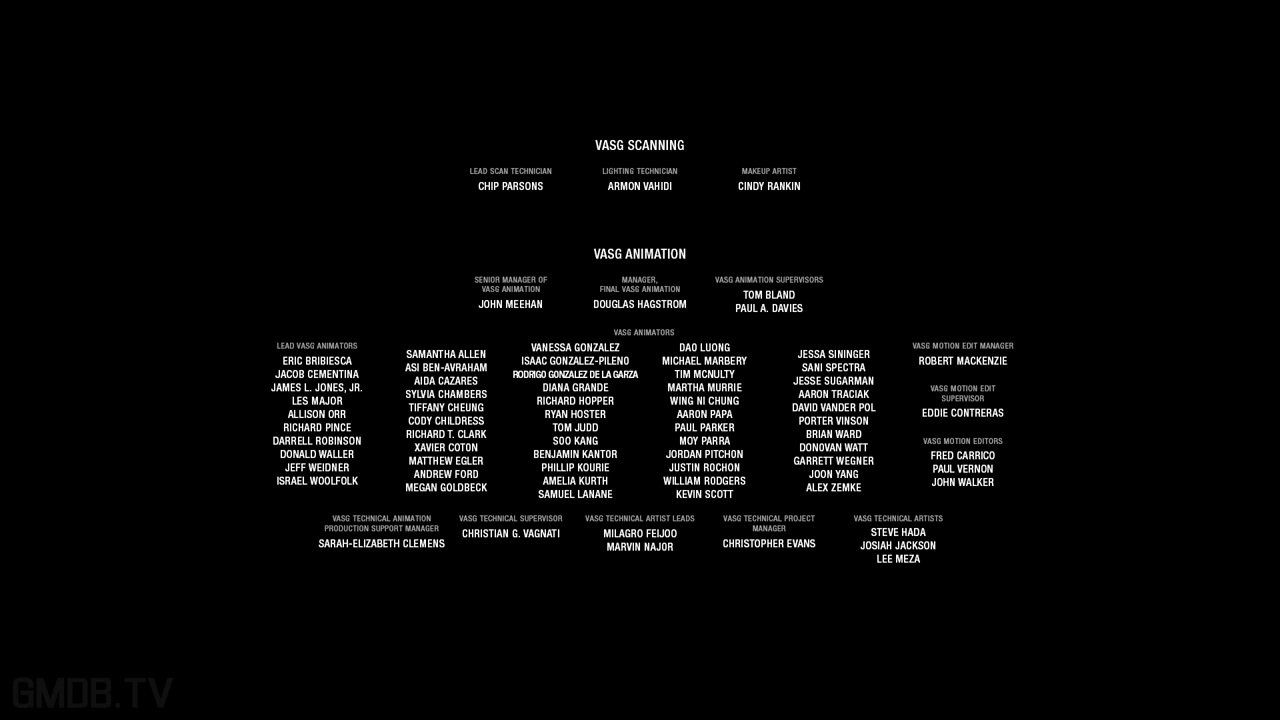 VASG SCANNING
LEAD SCAN TECHNICIAN
CHIP PARSONS
LIGHTING TECHNICIAN
ARMON VAHIDI
MAKEUP ARTIST
CINDY RANKIN
VASG ANIMATION
SENIOR MANAGER OF
VASG ANIMATION
JOHN MEEHAN
MANAGER,
FINAL VASG ANIMATION
DOUGLAS HAGSTROM
VASG ANIMATION SUPERVISORS
TOM BLAND
PAUL A. DAVIES
LEAD VASG ANIMATORS
ERIC BRIBIESCA
JACOB CEMENTINA
JAMES L. JONES, JR.
LES MAJOR
ALLISON ORR
RICHARD PINCE
DARRELL ROBINSON
DONALD WALLER
JEFF WEIDNER
ISRAEL WOOLFOLK
VASG ANIMATORS
SAMANTHA ALLEN
ASI BEN-AVRAHAM
AIDA CAZARES
SYLVIA CHAMBERS
TIFFANY CHEUNG
CODY CHILDRESS
RICHARD T. CLARK
XAVIER COTON
MATTHEW EGLER
ANDREW FORD
MEGAN GOLDBECK
VANESSA GONZALEZ
ISAAC GONZALEZ-PILENO
RODRIGO GONZALEZ DE LA GARZA
DIANA GRANDE
RICHARD HOPPER
RYAN HOSTER
TOM JUDD
SOO KANG
BENJAMIN KANTOR
PHILLIP KOURIE
AMELIA KURTH
SAMUEL LANANE
DAO LUONG
MICHAEL MARBERY
TIM MCNULTY
MARTHA MURRIE
WING NI CHUNG
AARON PAPA
PAUL PARKER
MOY PARRA
JORDAN PITCHON
JUSTIN ROCHON
WILLIAM RODGERS
KEVIN SCOTT
JESSA SININGER
SANI SPECTRA
JESSE SUGARMAN
AARON TRACIAK
DAVID VANDER POL
PORTER VINSON
BRIAN WARD
DONOVAN WATT
GARRETT WEGNER
JOON YANG
ALEX ZEMKE
VASG MOTION EDIT MANAGER
ROBERT MACKENZIE
VASG MOTION EDIT
SUPERVISOR
EDDIE CONTRERAS
VASG MOTION EDITORS
FRED CARRICO
PAUL VERNON
JOHN WALKER
VASG TECHNICAL ANIMATION
PRODUCTION SUPPORT MANAGER
SARAH-ELIZABETH CLEMENS
VASG TECHNICAL SUPERVISOR
CHRISTIAN G. VAGNATI
VASG TECHNICAL ARTIST LEADS
MILAGRO FEIJOO
MARVIN NAJOR
VASG TECHNICAL PROJECT
MANAGER
CHRISTOPHER EVANS
VASG TECHNICAL ARTISTS
STEVE HADA
JOSIAH JACKSON
LEE MEZA
GMDB.TV